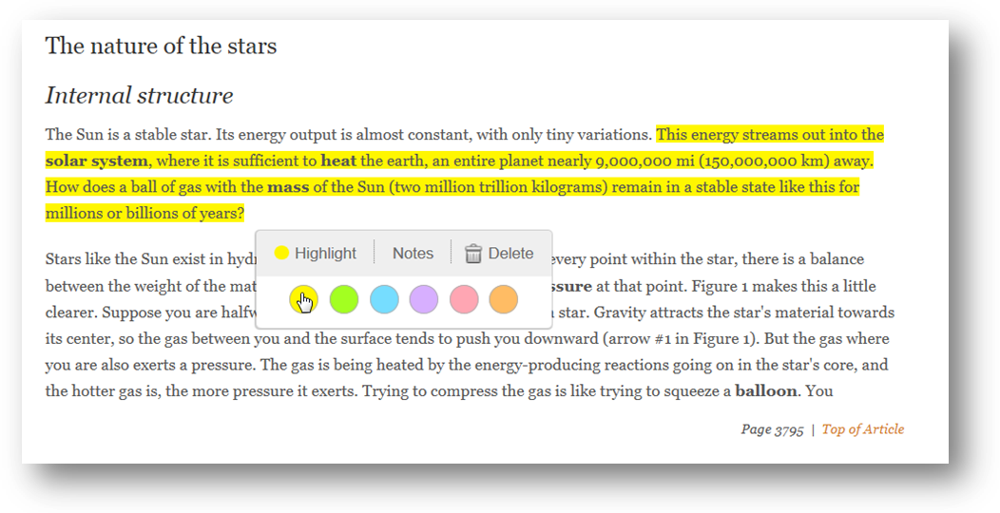 The nature of the stars
Internal structure
The Sun is a stable star. Its energy output is almost constant, with only tiny variations. This energy streams out into the
solar system, where it is sufficient to heat the earth, an entire planet nearly 9,000,000 mi (150,000,000 km) away.
How does a ball of gas with the mass of the Sun (two million trillion kilograms) remain in a stable state like this for
millions or billions of years?
Highlight Notes Delete
Stars like the Sun exist in every point within the star, there is a balance
between the weight of the at that point. Figure 1 makes this a little
clearer. Suppose you are star. Gravity attracts the star's material towards
its center, so the gas between you and the surface tends to push you downward (arrow #1 in Figure 1). But the gas where
you are also exerts a pressure. The gas is being heated by the energy-producing reactions going on in the star's core, and
the hotter gas is, the more pressure it exerts. Trying to compress the gas is like trying to squeeze a balloon. You
Page 3795 | Top of Article